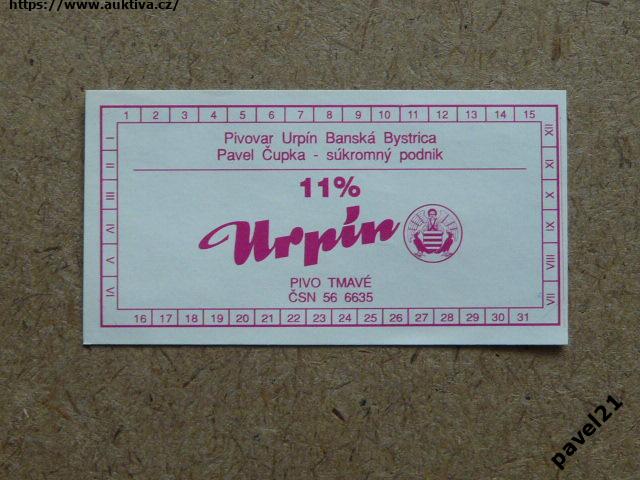 https://www.auktiva.cz/
1 2 3 4 5 6 7 8 9 10 11 12 13 14 15
I II III IV V VI
Pivovar Urpín Banská Bystrica
Pavel Čupka - súkromný podnik
11%
Urpín
PIVO TMAVÉ
ČSN 56 6635
XII XI X IX VIII VII
16 17 18 19 20 21 22 23 24 25 26 27 28 29 30 31
pavel21